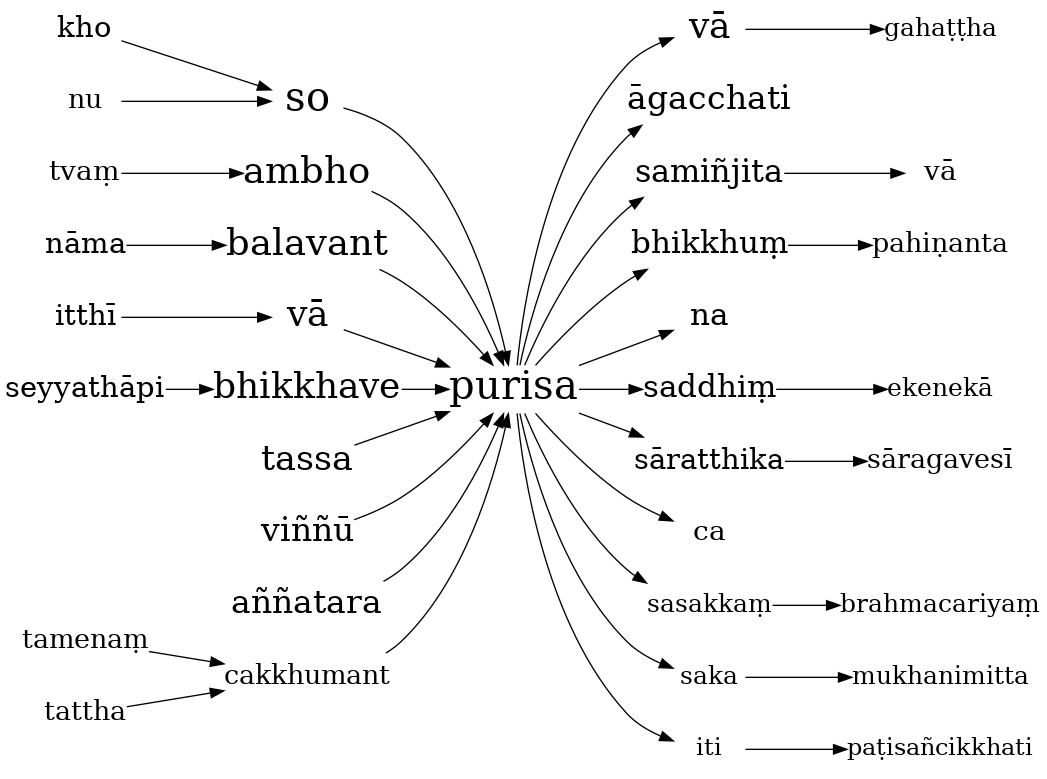 kho
nu
tvaṃ
nāma
itthī
seyyathāpi
tamenaṃ
tattha
so
ambho
balavant
vā
bhikkhave
tassa
viññū
aññatara
cakkhumant
purisa
vā
āgacchati
samiñjita
bhikkhuṃ
na
saddhiṃ
sāratthika
ca
sasakkaṃ
saka
iti
gahaṭṭha
vā
pahiṇanta
ekenekā
sāragavesī
brahmacariyaṃ
mukhanimitta
paṭisañcikkhati